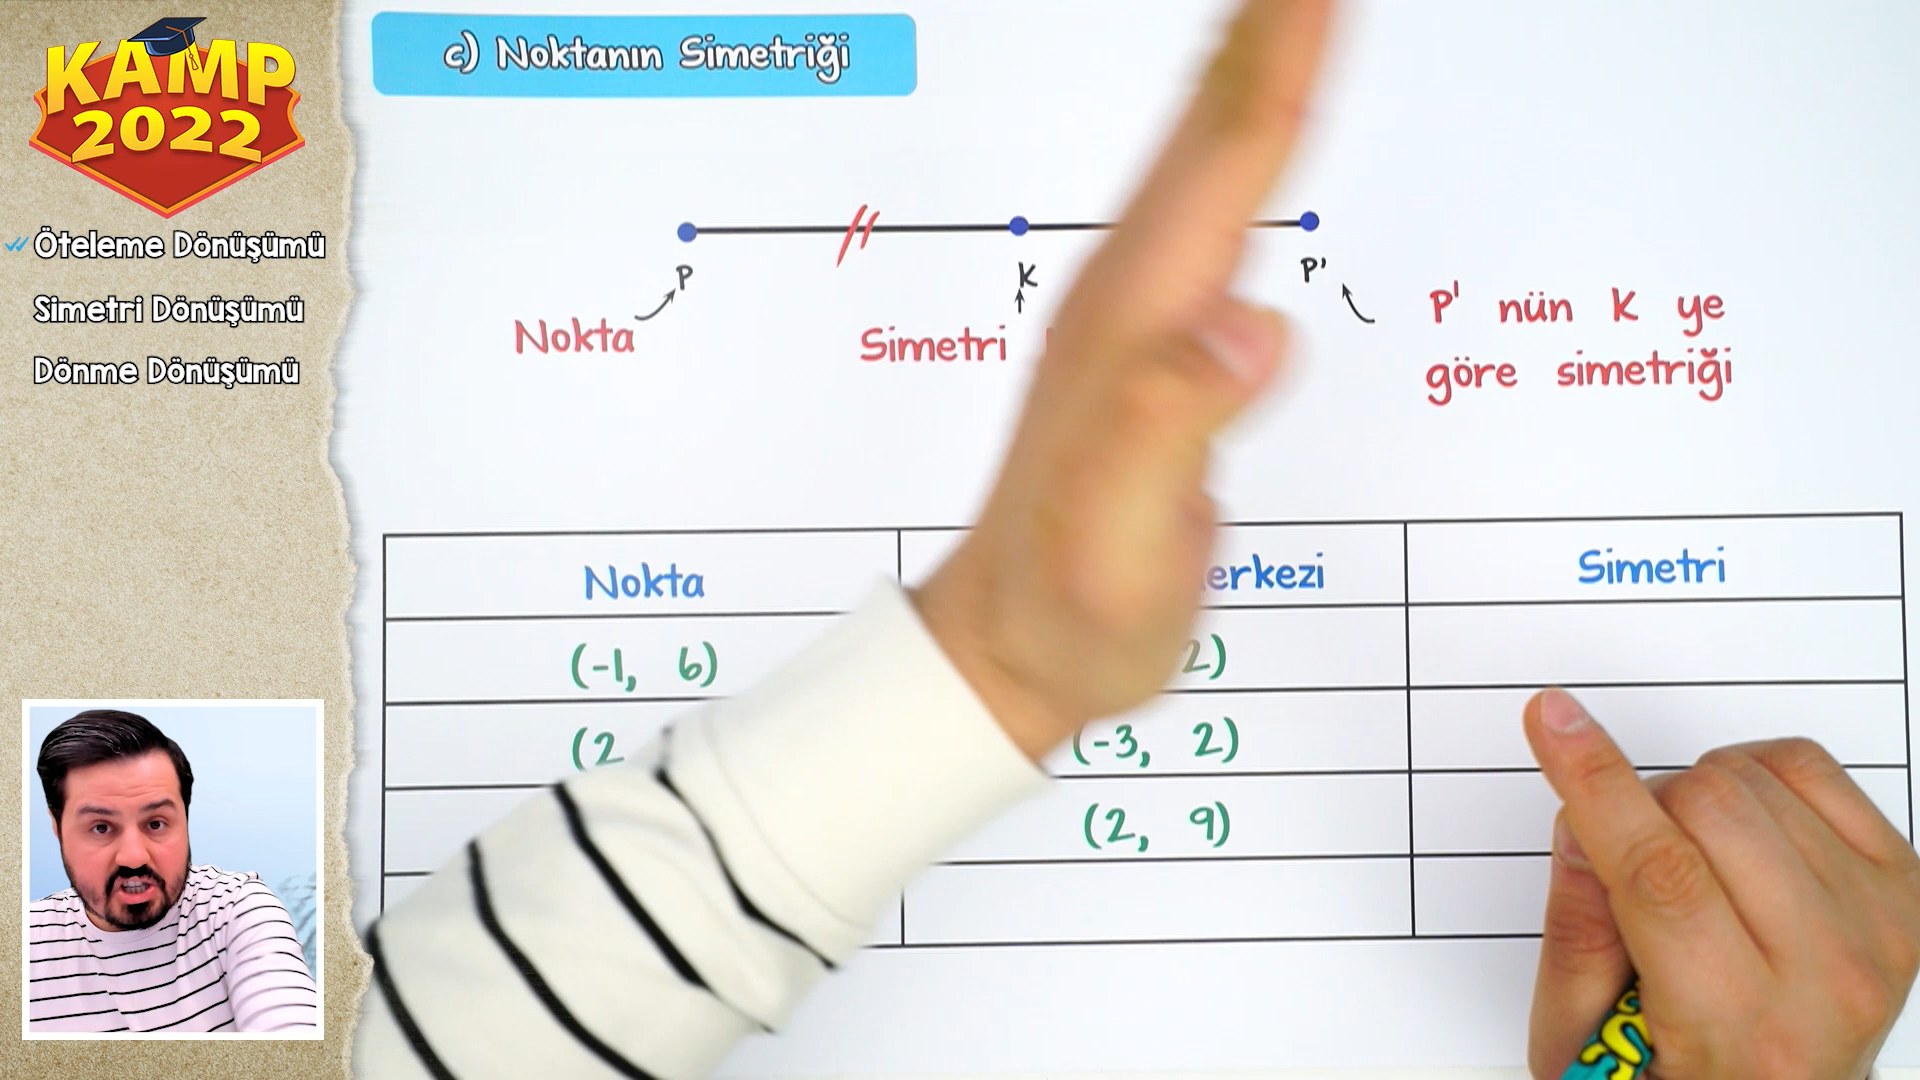 KAMP
2022
Öteleme Dönüşümü
Simetri Dönüşümü
Dönme Dönüşümü
c) Noktanın Simetriği
P K P'
Nokta Simetri
P' nün K ye
göre simetriği
Nokta erkezi Simetri
(-1, 6) 2)
(2 (-3, 2)
(2, 9)